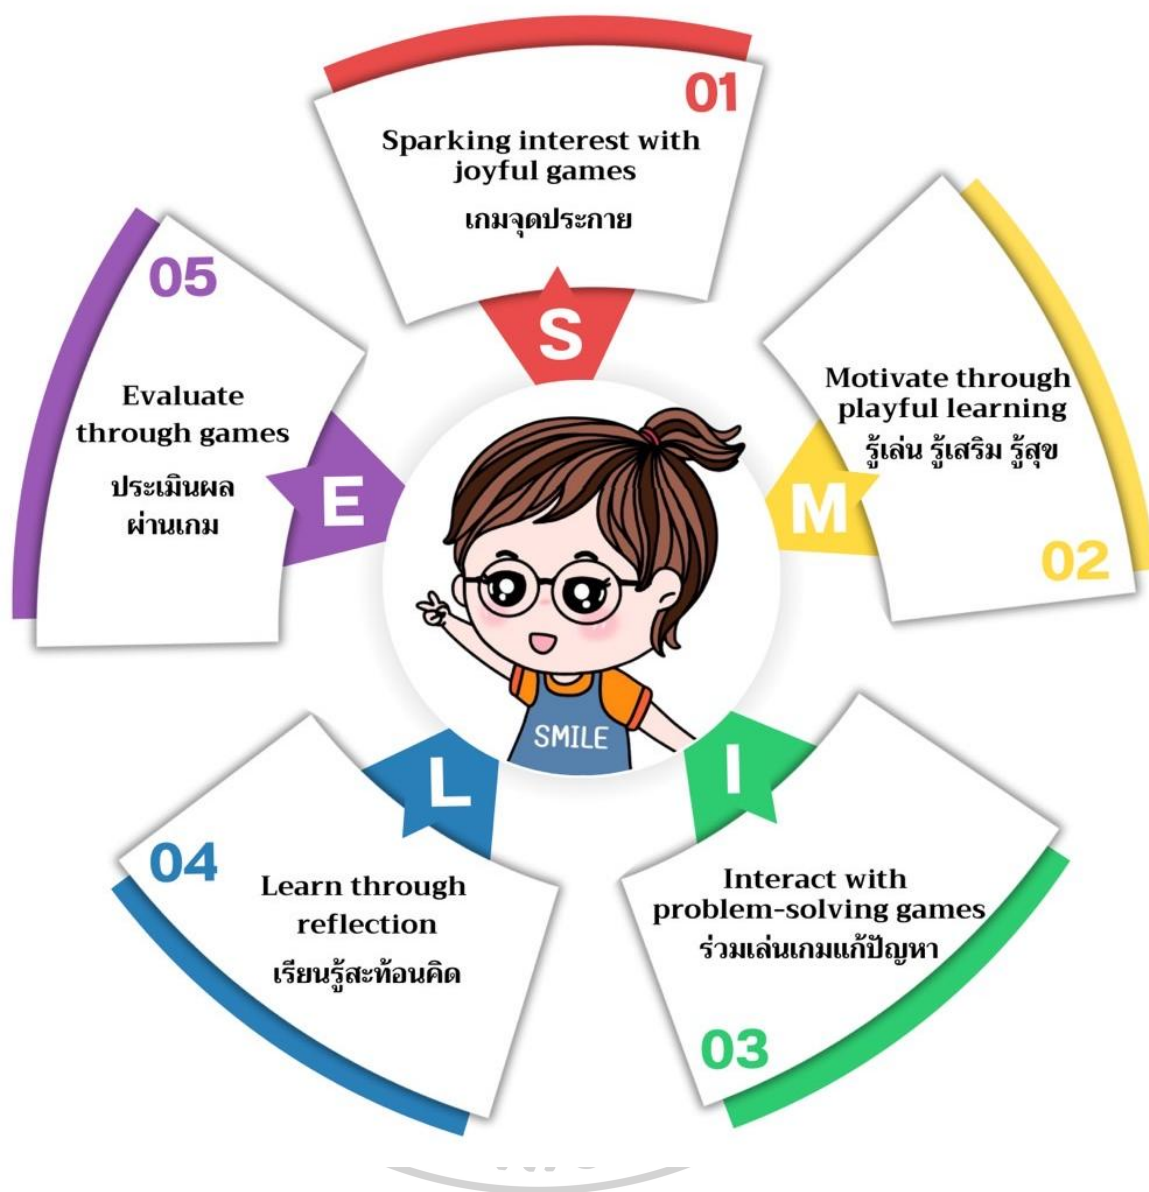 01
Sparking interest with
joyful games
เกมจุดประกาย
S
02
Motivate through
playful learning
รู้เล่น รู้เสริม รู้สุข
M
03
Interact with
problem-solving games
ร่วมเล่นเกมแก้ปัญหา
I
04
Learn through
reflection
เรียนรู้สะท้อนคิด
L
05
Evaluate
through games
ประเมินผล
ผ่านเกม
E
SMILE